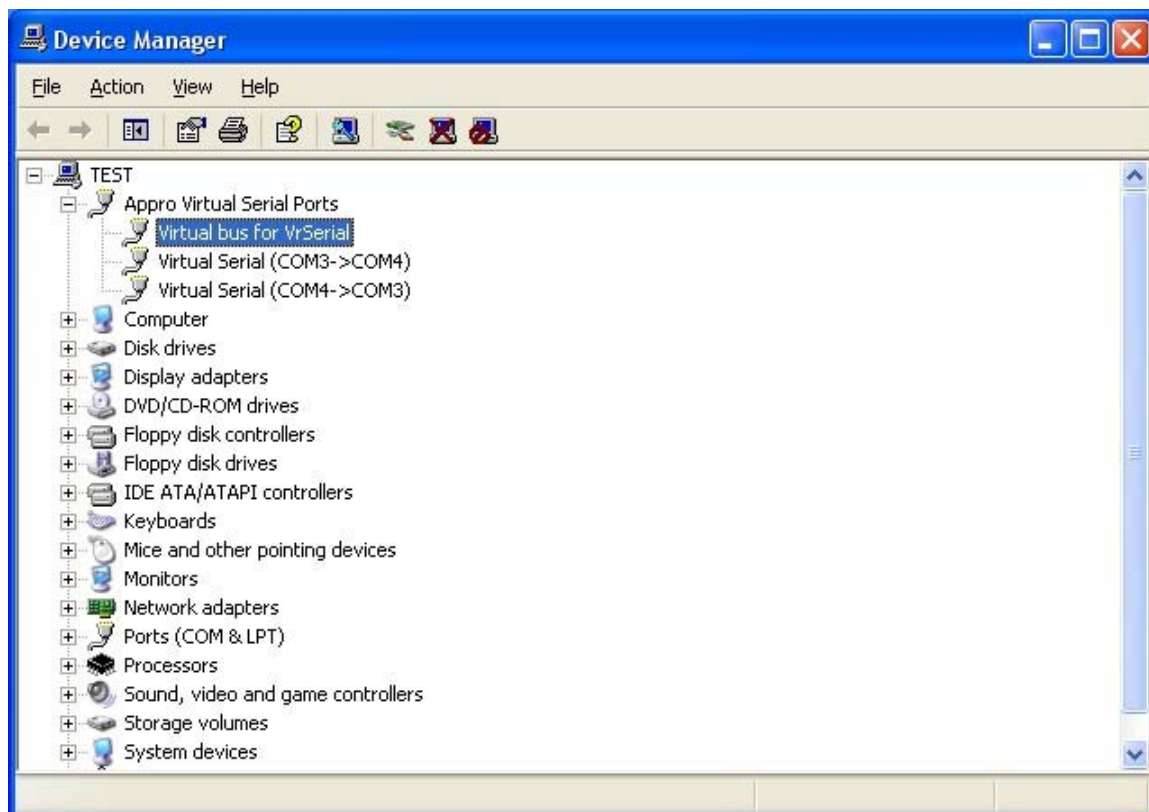 Device Manager
File Action View Help
TEST
Appro Virtual Serial Ports
Virtual bus for VrSerial
Virtual Serial (COM3->COM4)
Virtual Serial (COM4->COM3)
Computer
Disk drives
Display adapters
DVD/CD-ROM drives
Floppy disk controllers
Floppy disk drives
IDE ATA/ATAPI controllers
Keyboards
Mice and other pointing devices
Monitors
Network adapters
Ports (COM & LPT)
Processors
Sound, video and game controllers
Storage volumes
System devices